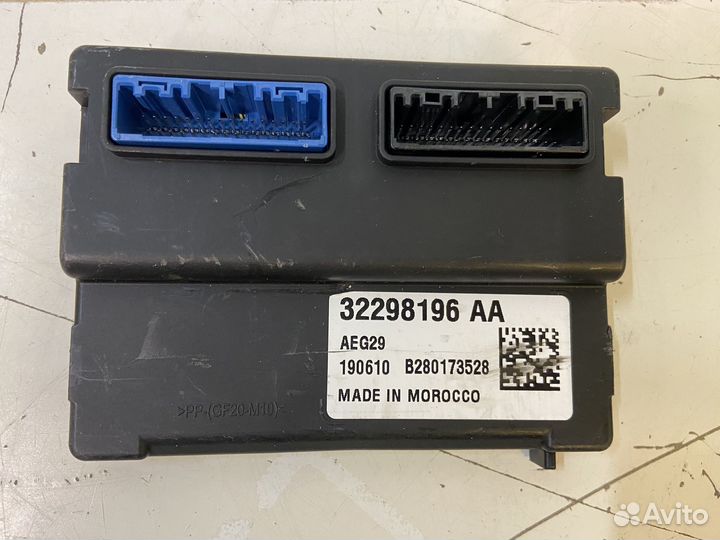 32298196 AA
AEG29
190610 B280173528
MADE IN MOROCCO
>PP-(GF20-M10)<
Avito